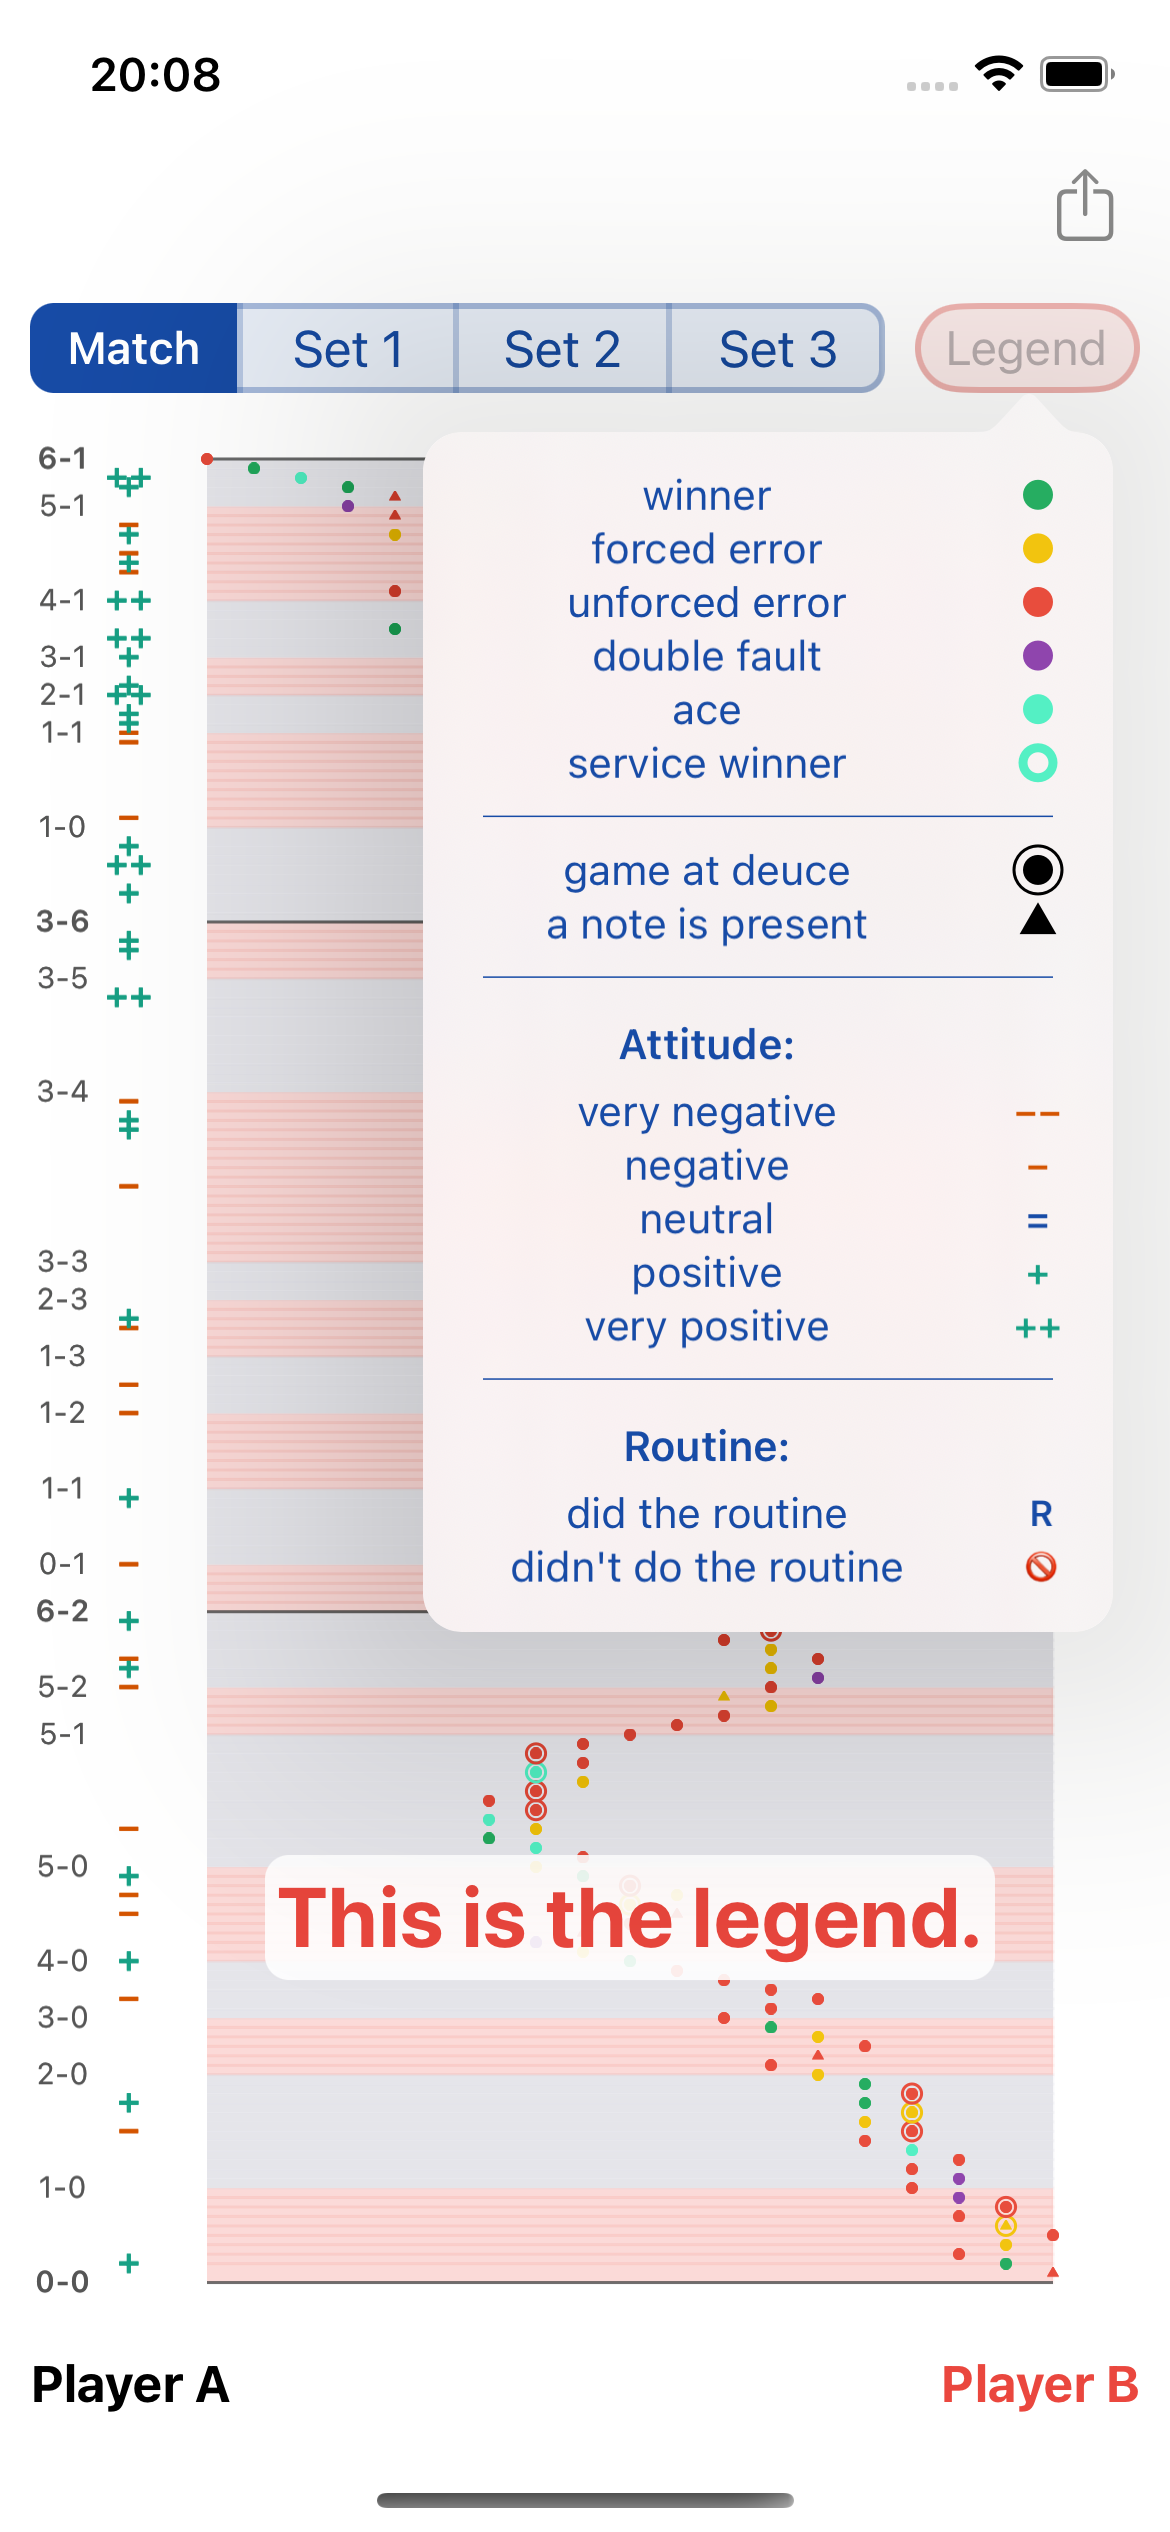 20:08
Match
Set 1
Set 2
Set 3
Legend
6-1
5-1
4-1
3-1
2-1
1-1
1-0
3-6
3-5
3-4
3-3
2-3
1-3
1-2
1-1
0-1
6-2
5-2
5-1
5-0
4-0
3-0
2-0
1-0
0-0
winner
forced error
unforced error
double fault
ace
service winner
game at deuce
a note is present
Attitude:
very negative --
negative -
neutral =
positive +
very positive ++
Routine:
did the routine R
didn't do the routine
This is the legend.
Player A
Player B